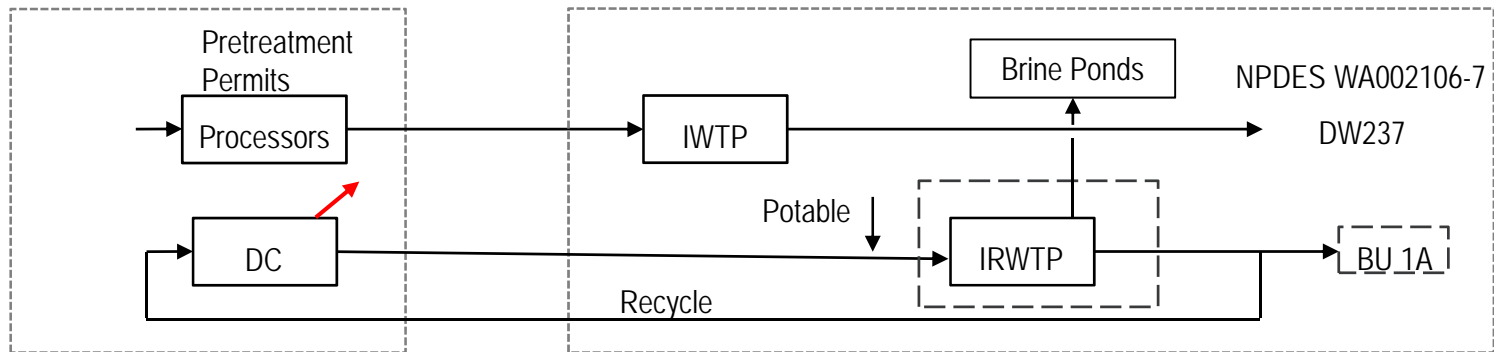 Pretreatment
Permits
Processors
IWTP
Brine Ponds
NPDES WA002106-7
DW237
DC
Potable
IRWTP
BU 1A
Recycle